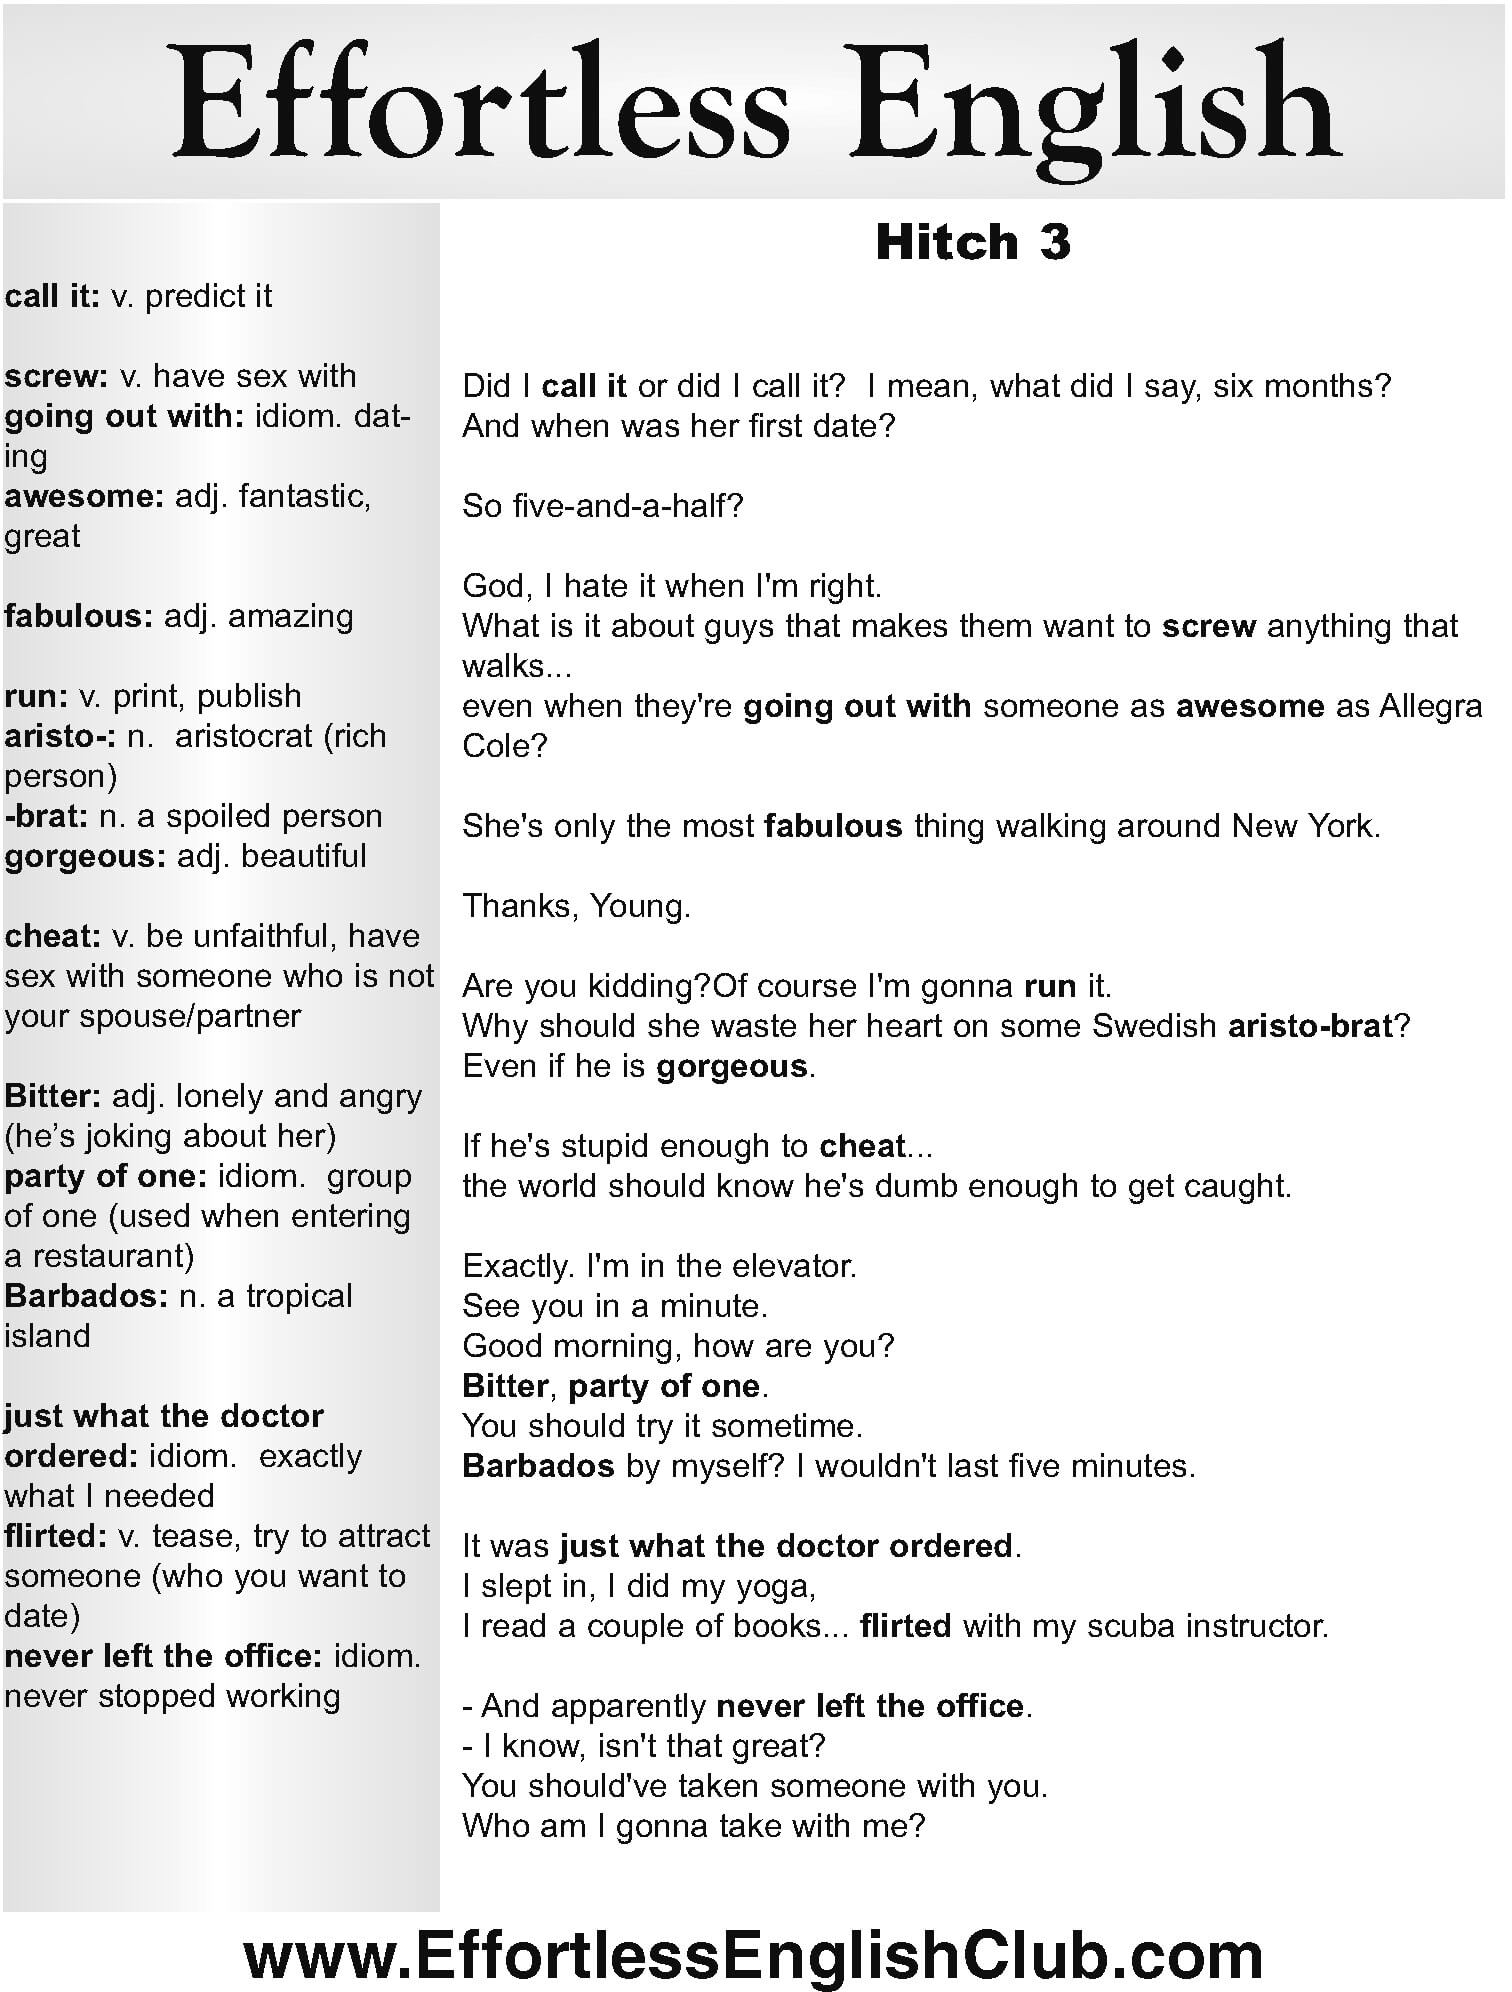 Effortless English
call it: v. predict it
screw: v. have sex with
going out with: idiom. dat-
ing
awesome: adj. fantastic,
great
fabulous: adj. amazing
run: v. print, publish
aristo-: n.  aristocrat (rich
person)
-brat: n. a spoiled person
gorgeous: adj. beautiful
cheat: v. be unfaithful, have
sex with someone who is not
your spouse/partner
Bitter: adj. lonely and angry
(he’s joking about her)
party of one: idiom.  group
of one (used when entering
a restaurant)
Barbados: n. a tropical
island
just what the doctor
ordered: idiom.  exactly
what I needed
flirted: v. tease, try to attract
someone (who you want to
date)
never left the office: idiom.
never stopped working
Hitch 3
Did I call it or did I call it?  I mean, what did I say, six months?
And when was her first date?
So five-and-a-half?
God, I hate it when I'm right.
What is it about guys that makes them want to screw anything that
walks...
even when they're going out with someone as awesome as Allegra
Cole?
She's only the most fabulous thing walking around New York.
Thanks, Young.
Are you kidding?Of course I'm gonna run it.
Why should she waste her heart on some Swedish aristo-brat?
Even if he is gorgeous.
If he's stupid enough to cheat...
the world should know he's dumb enough to get caught.
Exactly. I'm in the elevator.
See you in a minute.
Good morning, how are you?
Bitter, party of one.
You should try it sometime.
Barbados by myself? I wouldn't last five minutes.
It was just what the doctor ordered.
I slept in, I did my yoga,
I read a couple of books... flirted with my scuba instructor.
- And apparently never left the office.
- I know, isn't that great?
You should've taken someone with you.
Who am I gonna take with me?
www.EffortlessEnglishClub.com